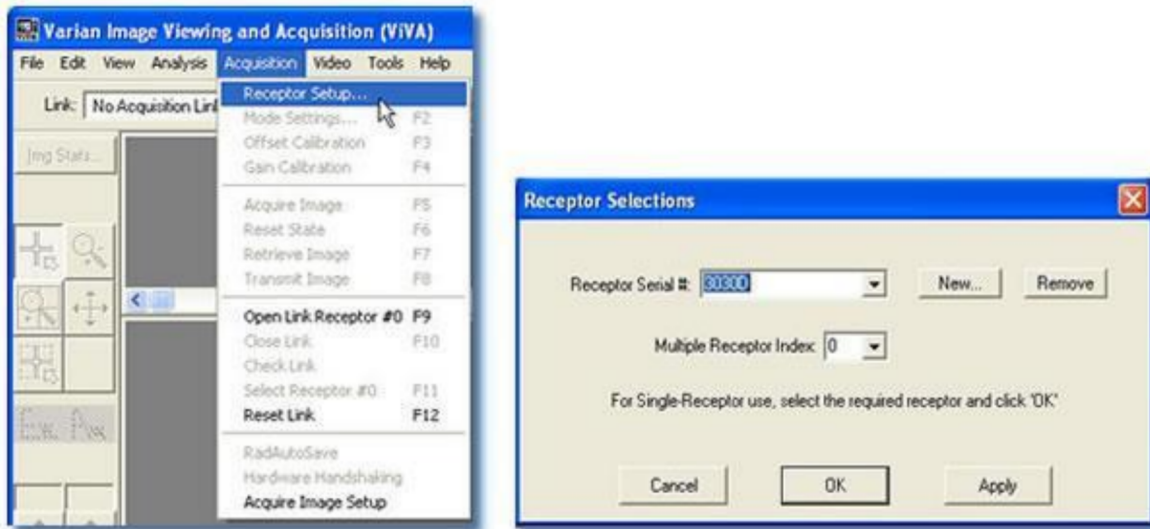 Varian Image Viewing and Acquisition (ViVA)
File Edit View Analysis Acquisition Video Tools Help
Link: No Acquisition Lin
Receptor Setup...
Mode Settings... F2
Offset Calibration F3
Gain Calibration F4
Img Stats...
Acquire Image F5
Reset State F6
Retrieve Image F7
Transmit Image F8
Open Link Receptor #0 F9
Close Link F10
Check Link
Select Receptor #0 F11
Reset Link F12
RadAutoSave
Hardware Handshaking
Acquire Image Setup
Receptor Selections
Receptor Serial #: 3030D New... Remove
Multiple Receptor Index: 0
For Single-Receptor use, select the required receptor and click 'OK'
Cancel OK Apply